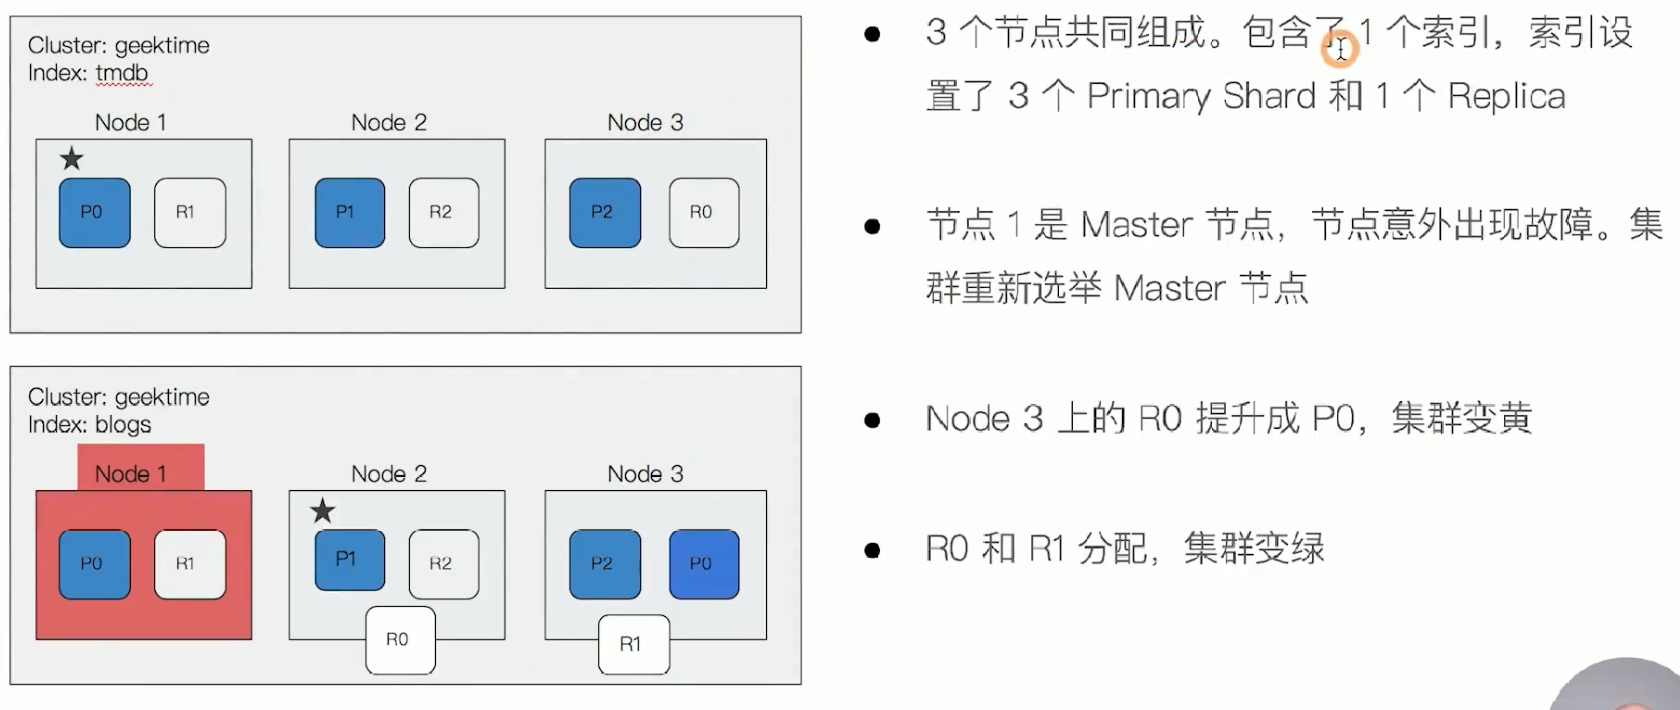 Cluster: geektime
Index: tmdb
Node 1
Node 2
Node 3
P0
R1
P1
R2
P2
R0
Cluster: geektime
Index: blogs
Node 1
Node 2
Node 3
P0
R1
P1
R2
R0
P2
P0
R1
3 个节点共同组成。包含了 1 个索引，索引设
置了 3 个 Primary Shard 和 1 个 Replica
节点 1 是 Master 节点，节点意外出现故障。集
群重新选举 Master 节点
Node 3 上的 R0 提升成 P0，集群变黄
R0 和 R1 分配，集群变绿